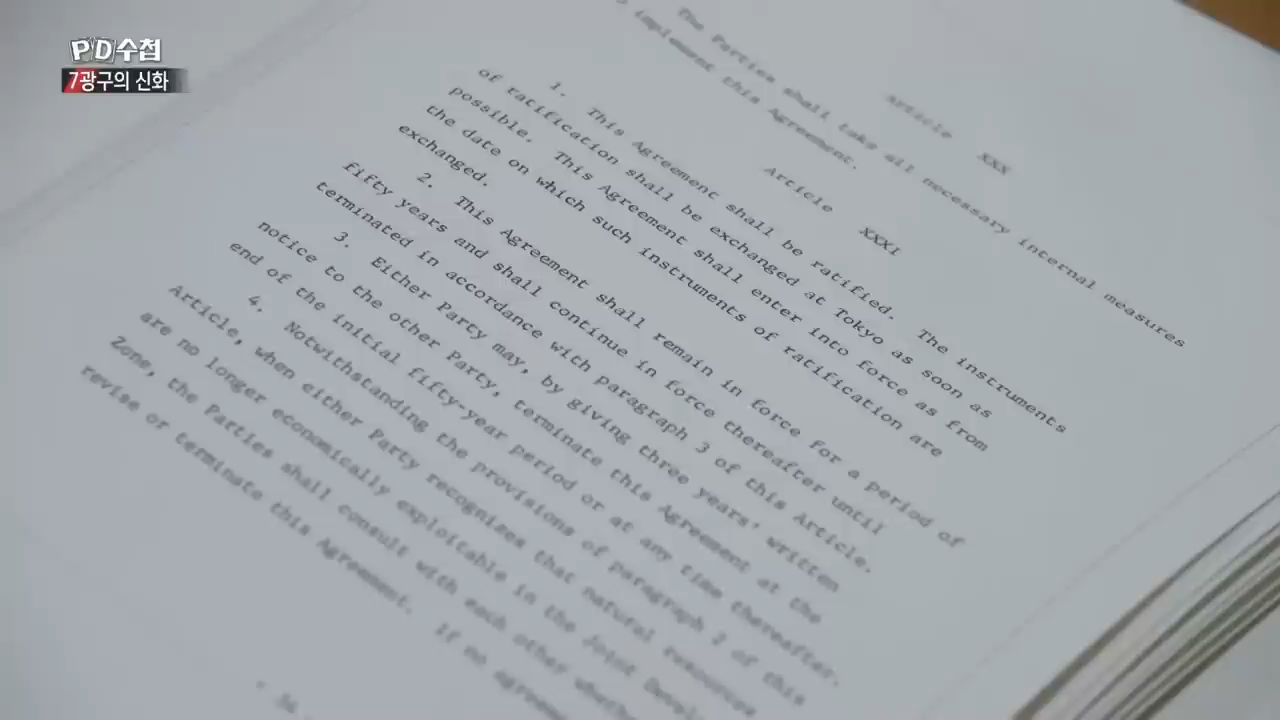 PD수첩
7광구의 신화
Article XXX
The Parties shall take all necessary internal measures
implement this Agreement.
Article XXXI
1. This Agreement shall be ratified. The instruments
of ratification shall be exchanged at Tokyo as soon as
possible. This Agreement shall enter into force as from
the date on which such instruments of ratification are
exchanged.
2. This Agreement shall remain in force for a period of
fifty years and shall continue in force thereafter until
terminated in accordance with paragraph 3 of this Article.
3. Either Party may, by giving three years' written
notice to the other Party, terminate this Agreement at the
end of the initial fifty-year period or at any time thereafter.
4. Notwithstanding the provisions of paragraph 2 of this
Article, when either Party recognizes that natural resources
are no longer economically exploitable in the Joint Devel
Zone, the Parties shall consult with each other wheth
revise or terminate this Agreement. If no agreem